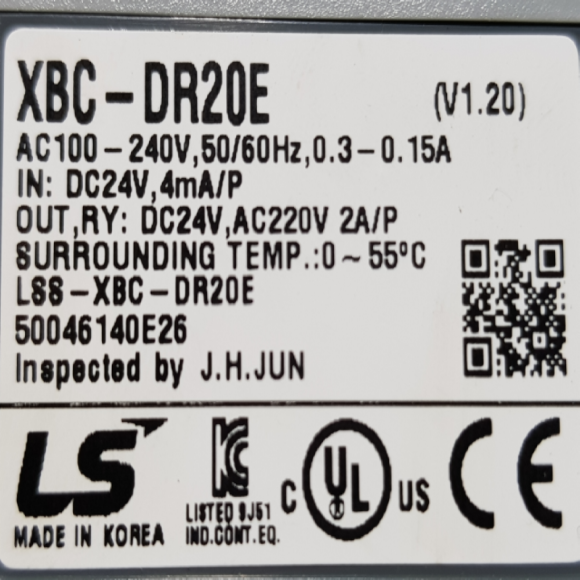 XBC-DR20E (V1.20)
AC100-240V,50/60Hz,0.3-0.15A
IN: DC24V,4mA/P
OUT,RY: DC24V,AC220V 2A/P
SURROUNDING TEMP.:0~55ºC
LSS-XBC-DR20E
50046140E26
Inspected by J.H.JUN
LS
MADE IN KOREA
KC
LISTED 9J51
IND.CONT.EQ.
C UL US
CE